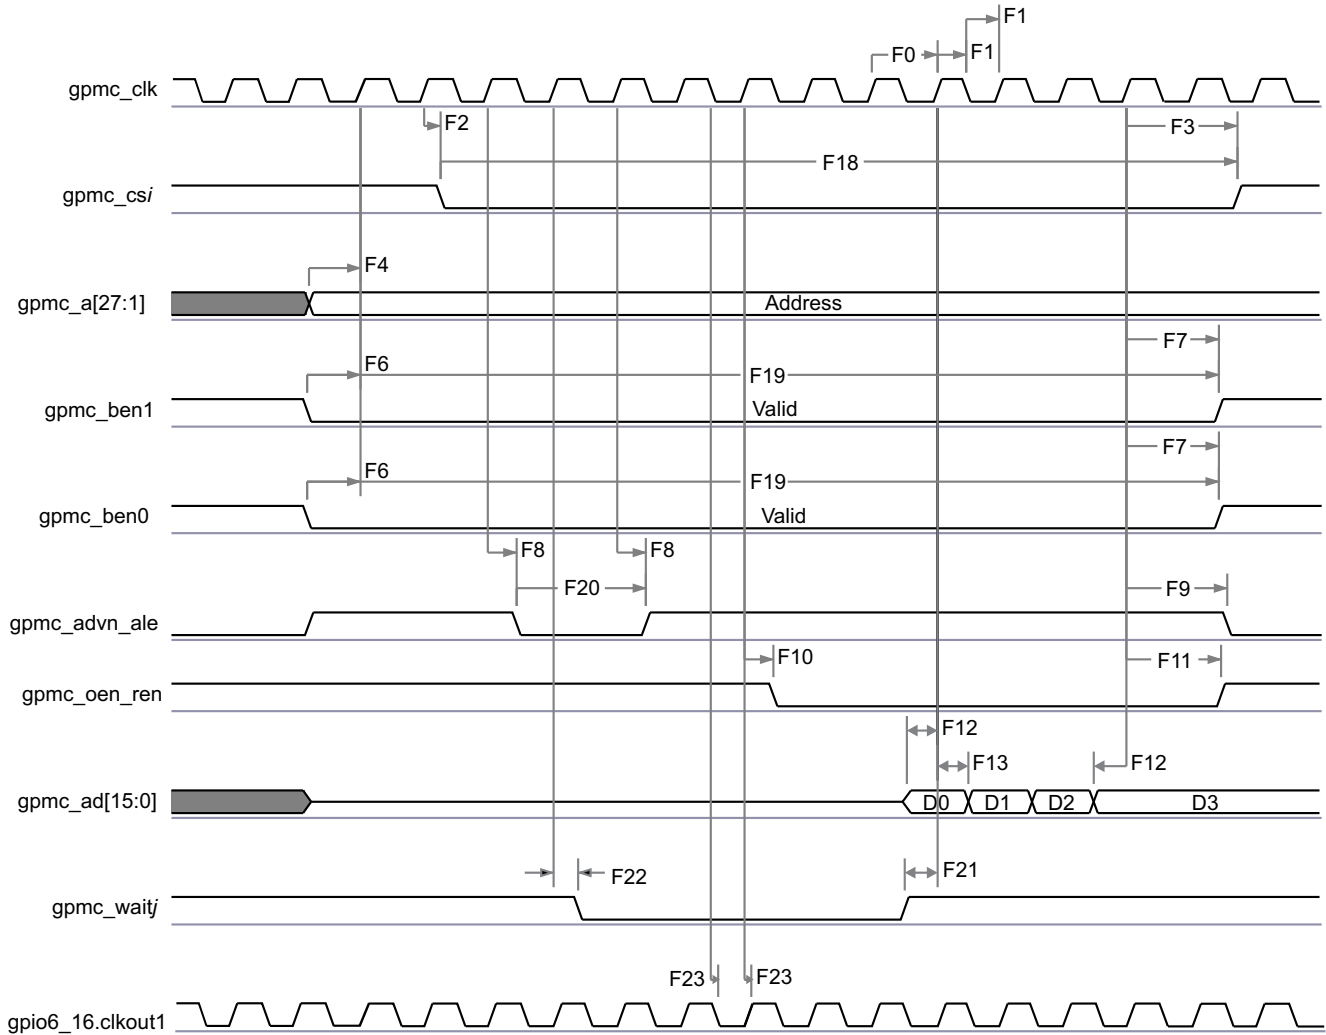 F1
F0
F1
gpmc_clk
F2
F3
F18
gpmc_csi
F4
gpmc_a[27:1]
Address
F7
F6
F19
gpmc_ben1
Valid
F7
F6
F19
gpmc_ben0
Valid
F8
F8
F20
F9
gpmc_advn_ale
F10
F11
gpmc_oen_ren
F12
F13
F12
gpmc_ad[15:0]
D0
D1
D2
D3
F22
F21
gpmc_waitj
F23
F23
gpio6_16.clkout1